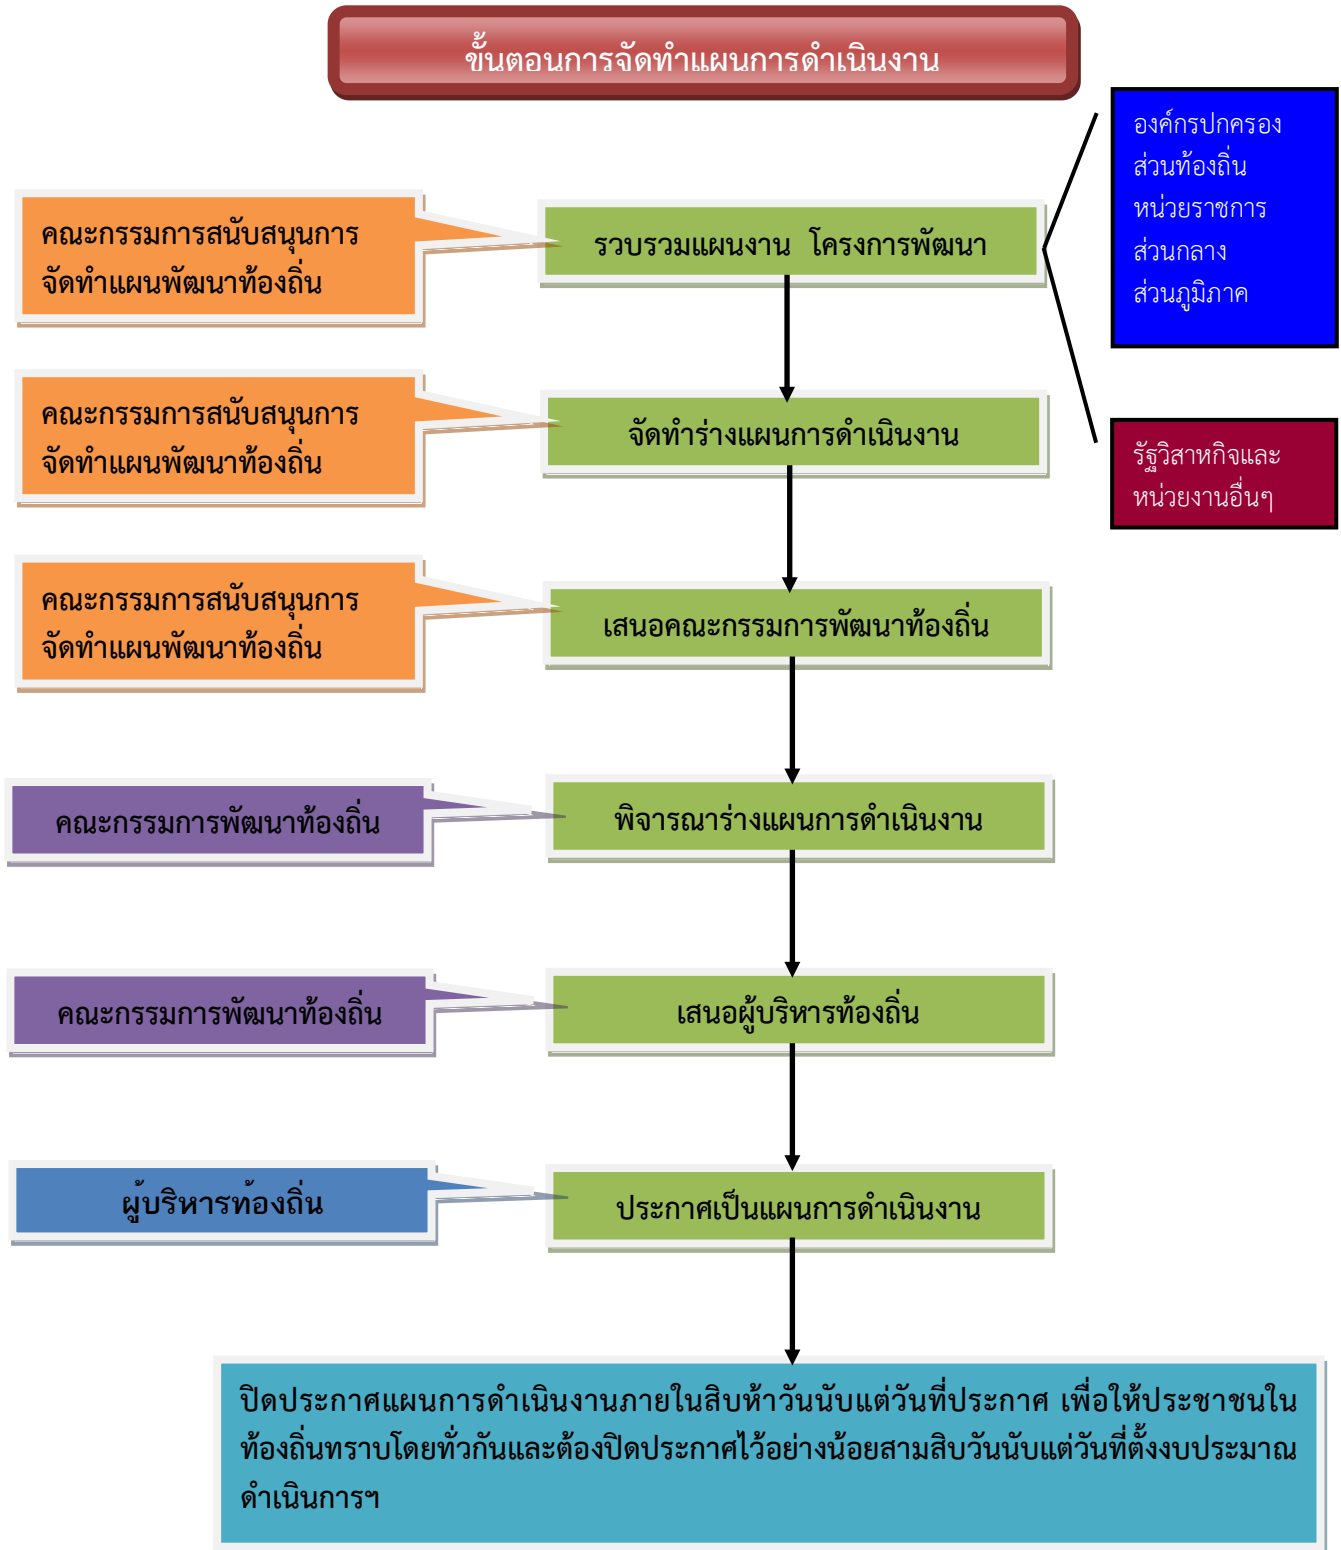 ขั้นตอนการจัดทำแผนการดำเนินงาน
องค์กรปกครอง
ส่วนท้องถิ่น
หน่วยราชการ
ส่วนกลาง
ส่วนภูมิภาค
คณะกรรมการสนับสนุนการ
จัดทำแผนพัฒนาท้องถิ่น
รวบรวมแผนงาน โครงการพัฒนา
คณะกรรมการสนับสนุนการ
จัดทำแผนพัฒนาท้องถิ่น
จัดทำร่างแผนการดำเนินงาน
รัฐวิสาหกิจและ
หน่วยงานอื่นๆ
คณะกรรมการสนับสนุนการ
จัดทำแผนพัฒนาท้องถิ่น
เสนอคณะกรรมการพัฒนาท้องถิ่น
คณะกรรมการพัฒนาท้องถิ่น
พิจารณาร่างแผนการดำเนินงาน
คณะกรรมการพัฒนาท้องถิ่น
เสนอผู้บริหารท้องถิ่น
ผู้บริหารท้องถิ่น
ประกาศเป็นแผนการดำเนินงาน
ปิดประกาศแผนการดำเนินงานภายในสิบห้าวันนับแต่วันที่ประกาศ เพื่อให้ประชาชนใน
ท้องถิ่นทราบโดยทั่วกันและต้องปิดประกาศไว้อย่างน้อยสามสิบวันนับแต่วันที่ตั้งงบประมาณ
ดำเนินการฯ